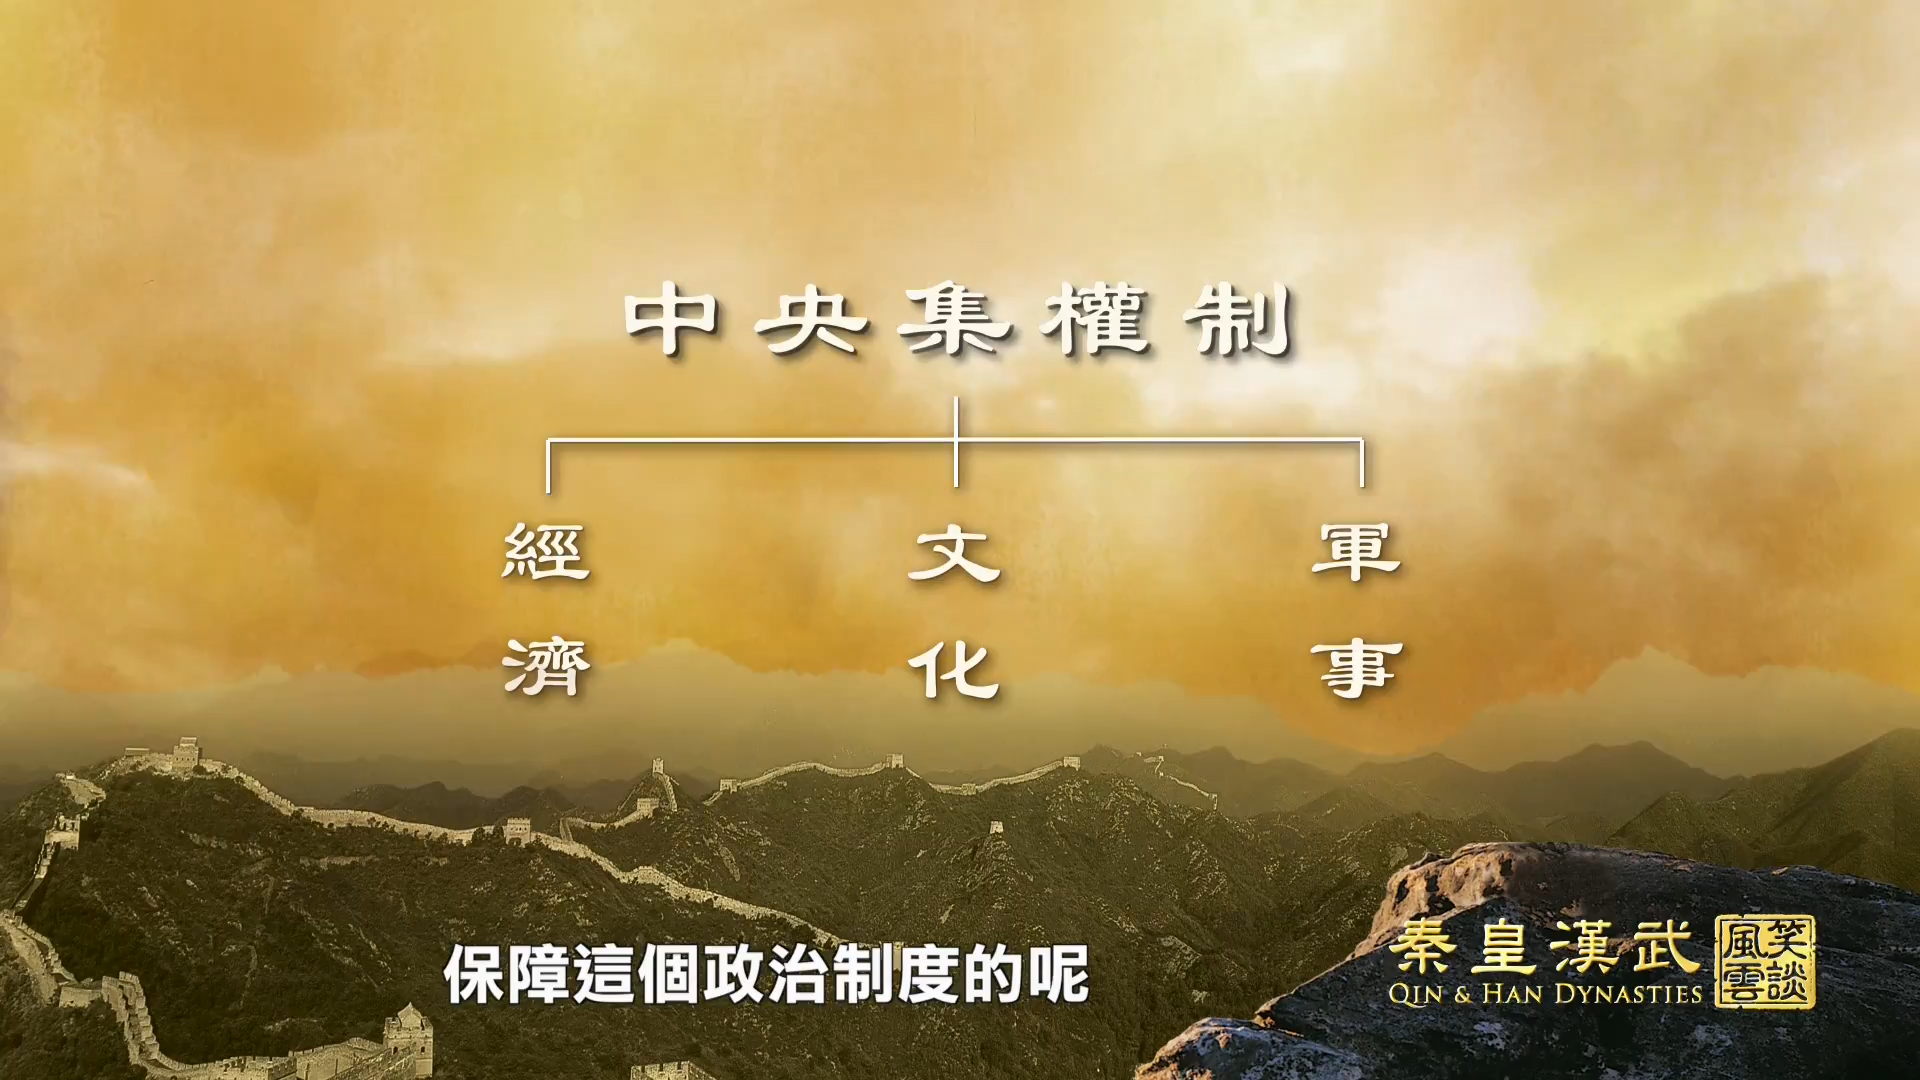 中央集權制
經濟
文化
軍事
保障這個政治制度的呢
秦皇漢武
QIN & HAN DYNASTIES
笑談風雲